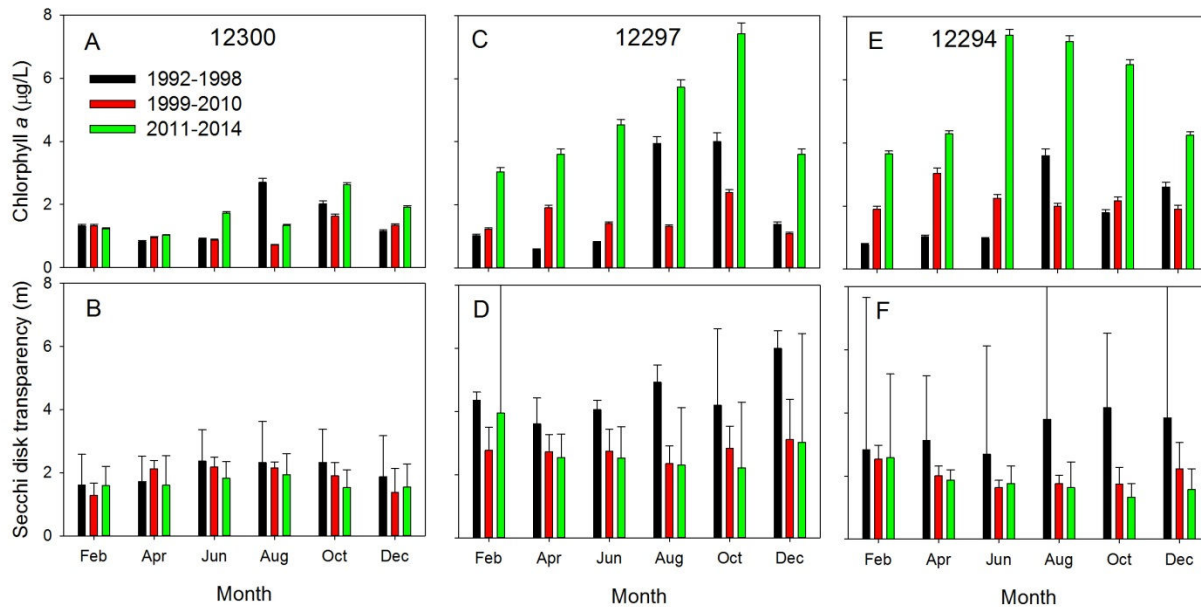 A 12300
1992-1998
1999-2010
2011-2014
Chlorophyll a (µg/L)
8
6
4
2
0
C 12297
E 12294
B
Secchi disk transparency (m)
6
4
2
0
Feb Apr Jun Aug Oct Dec
Month
D
Feb Apr Jun Aug Oct Dec
Month
F
Feb Apr Jun Aug Oct Dec
Month